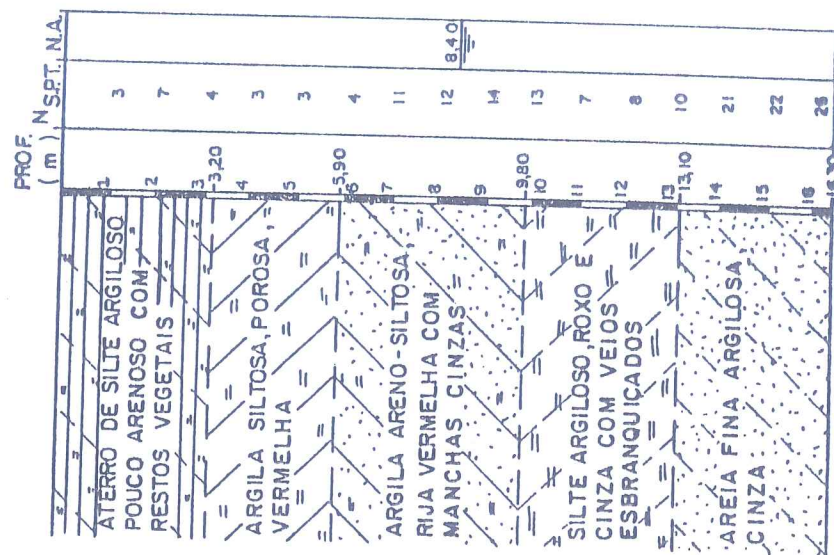 PROF.
(m)
N
S.P.T.
N.A.
ATERRO DE SILTE ARGILOSO
POUCO ARENOSO COM
RESTOS VEGETAIS
ARGILA SILTOSA, POROSA,
VERMELHA
ARGILA ARENO-SILTOSA,
RIJA VERMELHA COM
MANCHAS CINZAS
SILTE ARGILOSO, ROXO E
CINZA COM VEIOS
ESBRANQUIÇADOS
AREIA FINA ARGILOSA,
CINZA
1
2
3
3,20
4
5
5,90
6
7
8
9
9,80
10
11
12
13
13,10
14
15
16
3
7
4
3
3
4
11
12
14
13
7
8
10
21
22
8,40